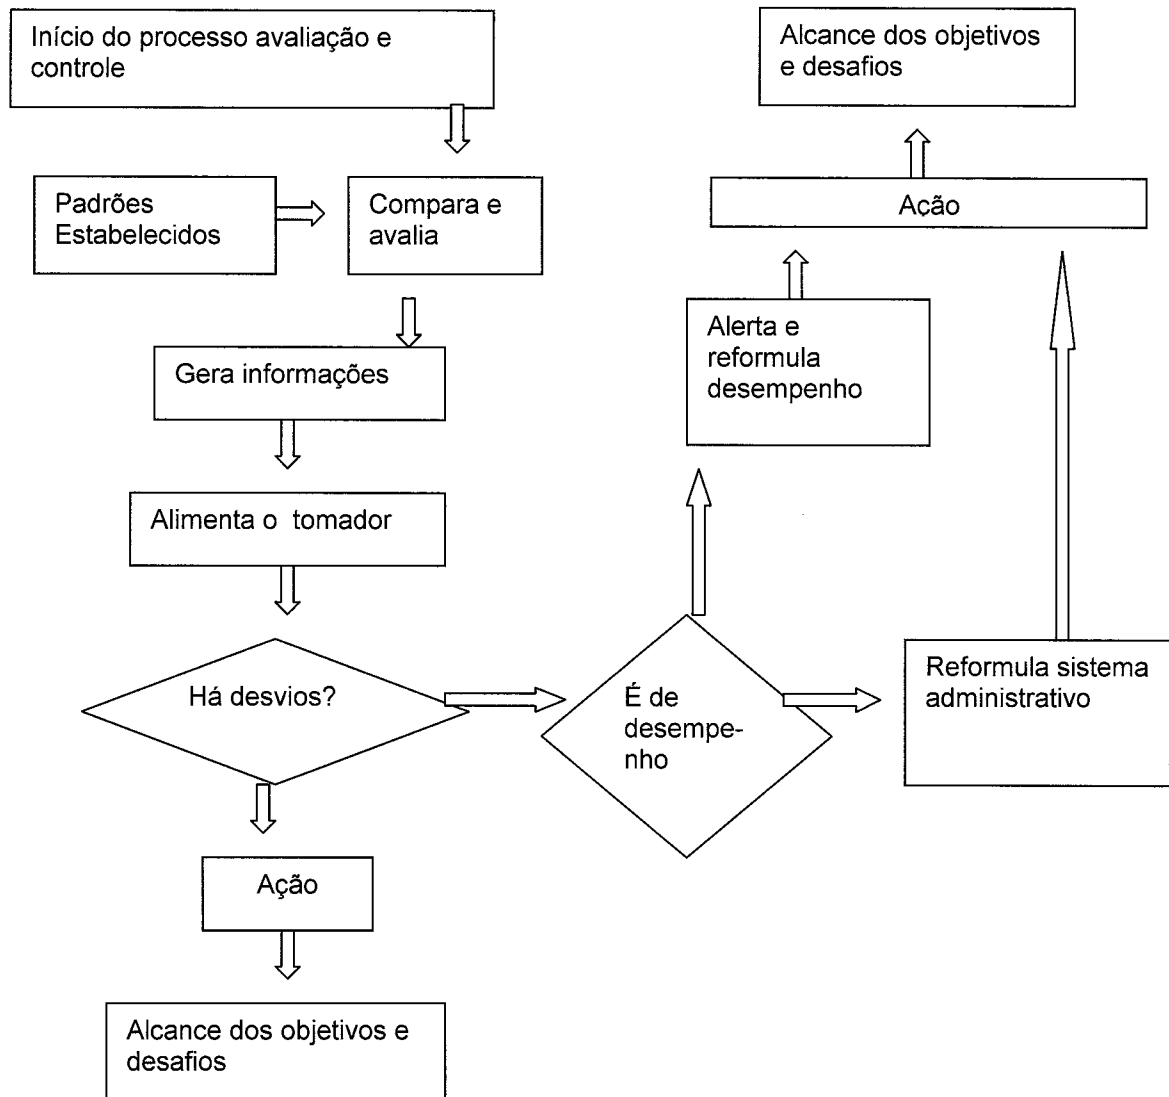 Início do processo avaliação e
controle
Padrões
Estabelecidos
Compara e
avalia
Gera informações
Alimenta o  tomador
Há desvios?
Ação
Alcance dos objetivos e
desafios
É de
desempe-
nho
Alerta e
reformula
desempenho
Reformula sistema
administrativo
Ação
Alcance dos objetivos
e desafios